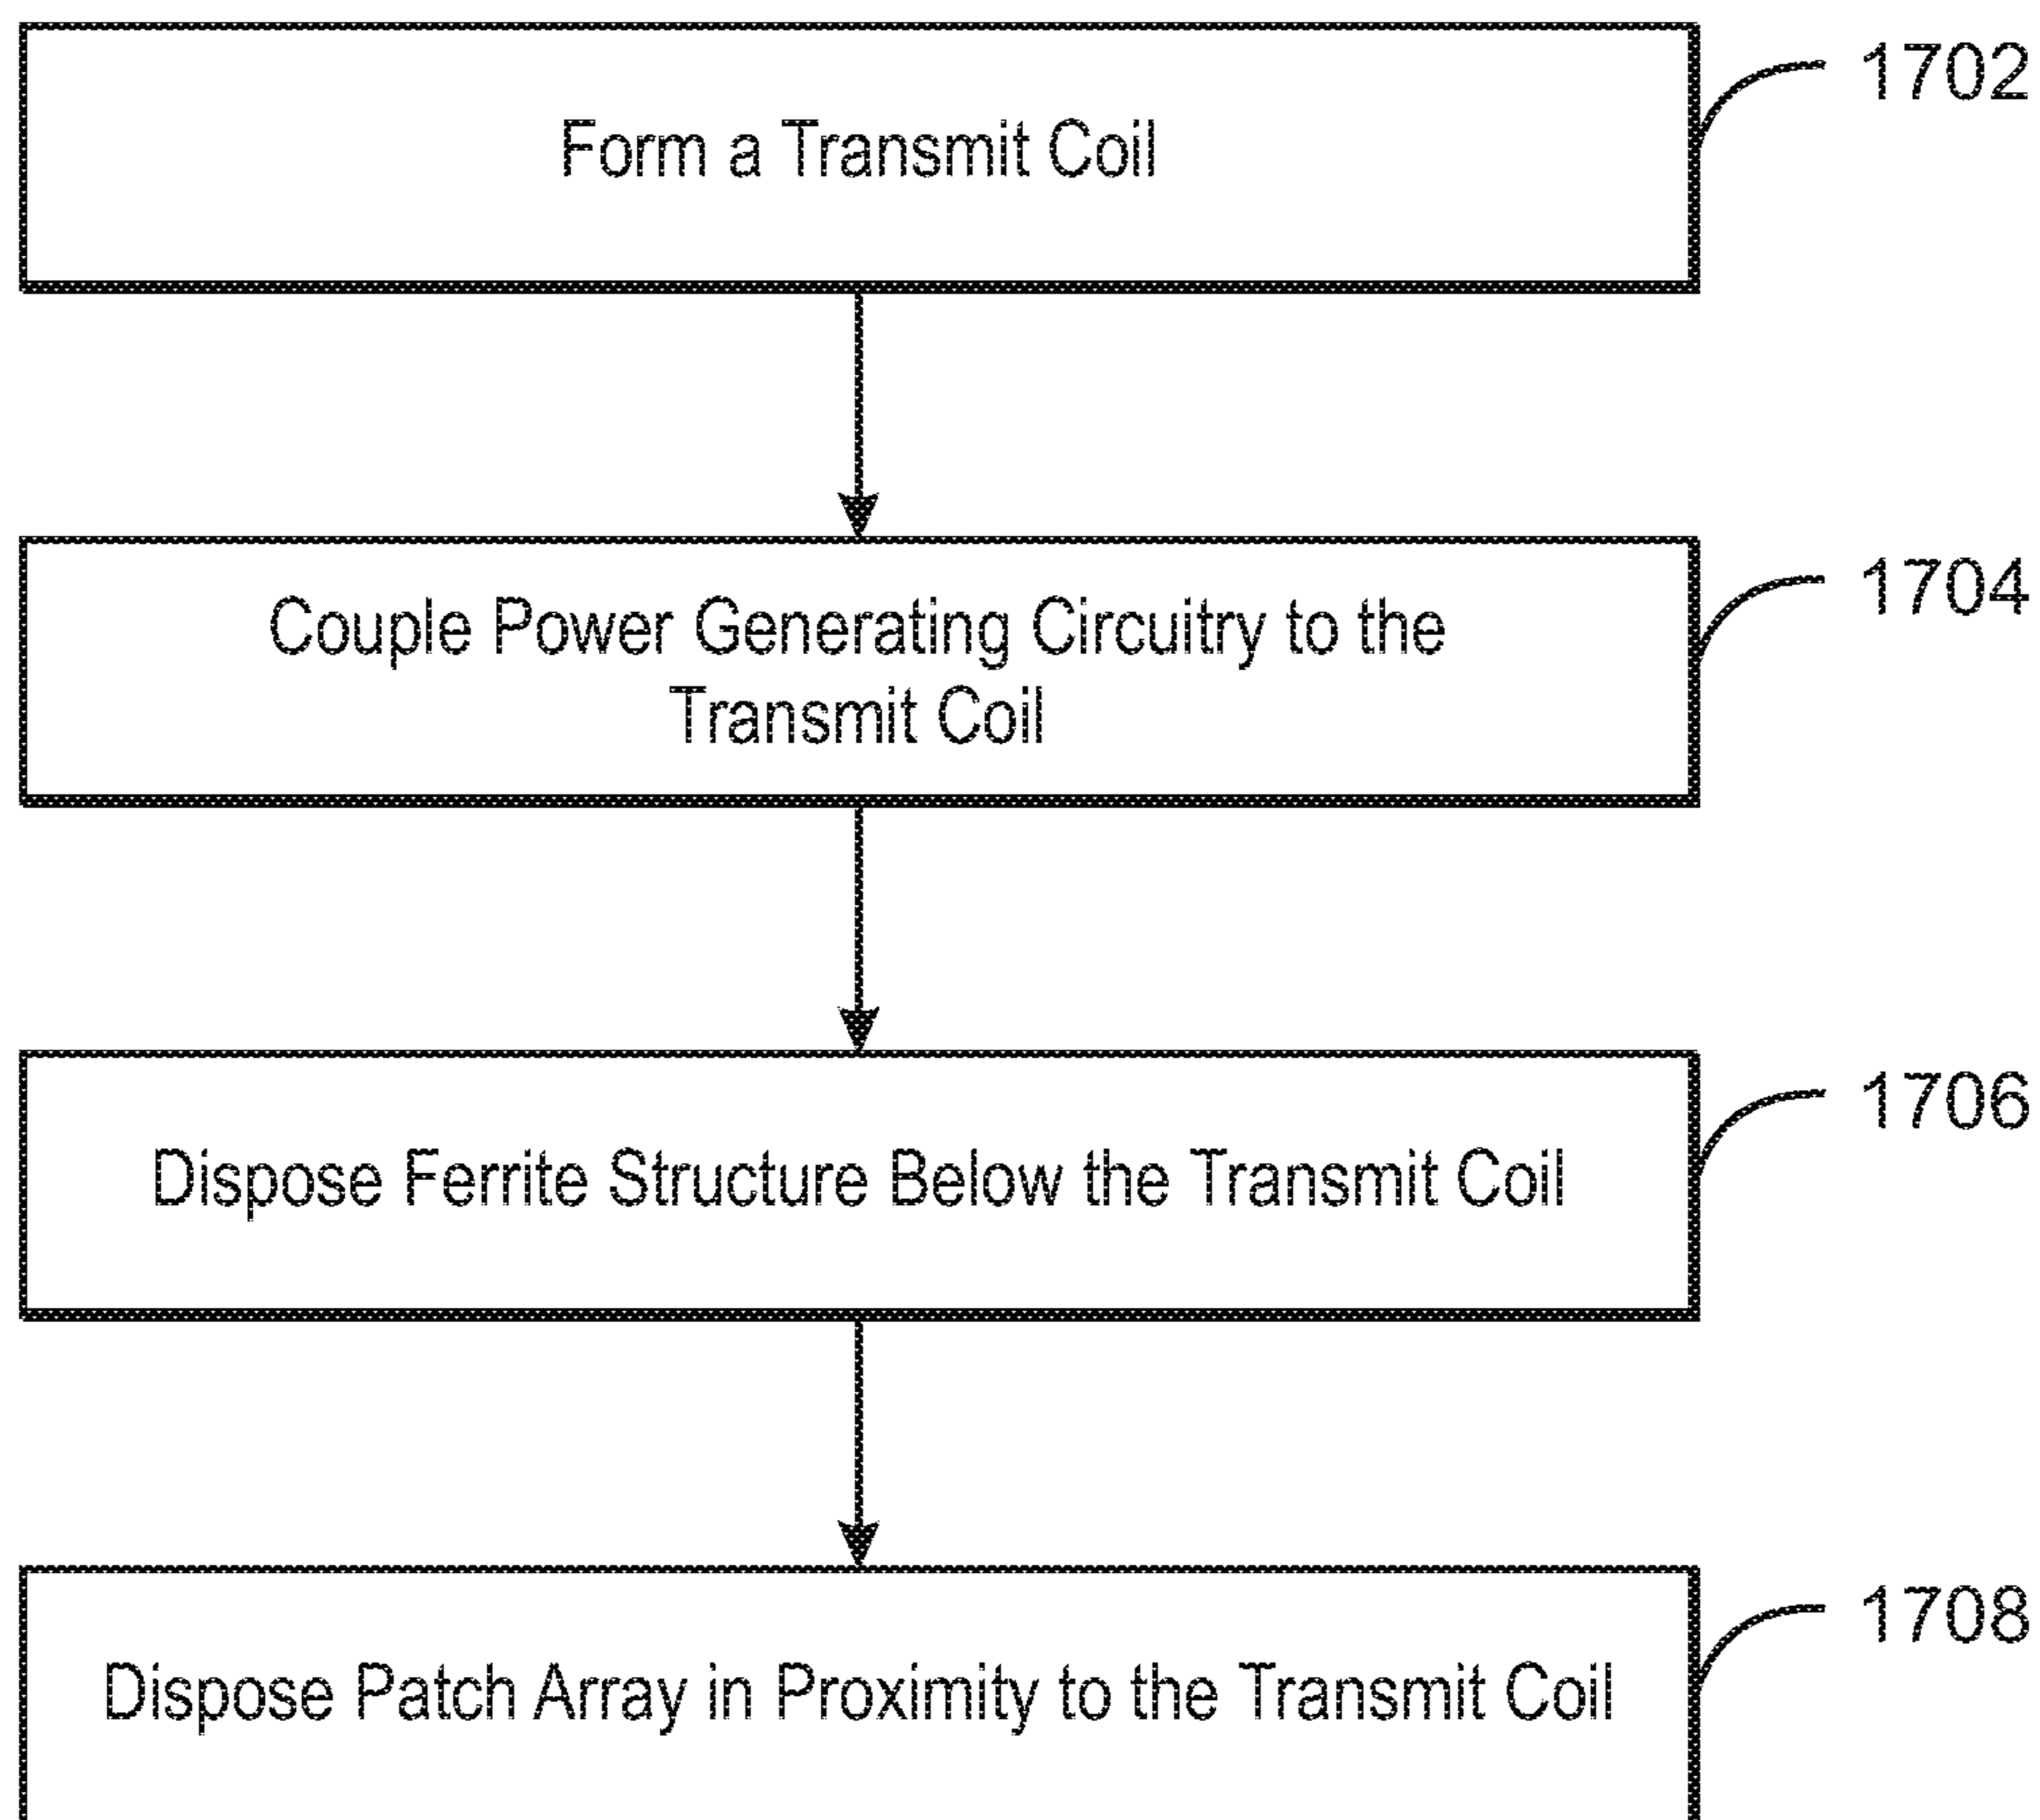 Form a Transmit Coil
1702
Couple Power Generating Circuitry to the
Transmit Coil
1704
Dispose Ferrite Structure Below the Transmit Coil
1706
Dispose Patch Array in Proximity to the Transmit Coil
1708